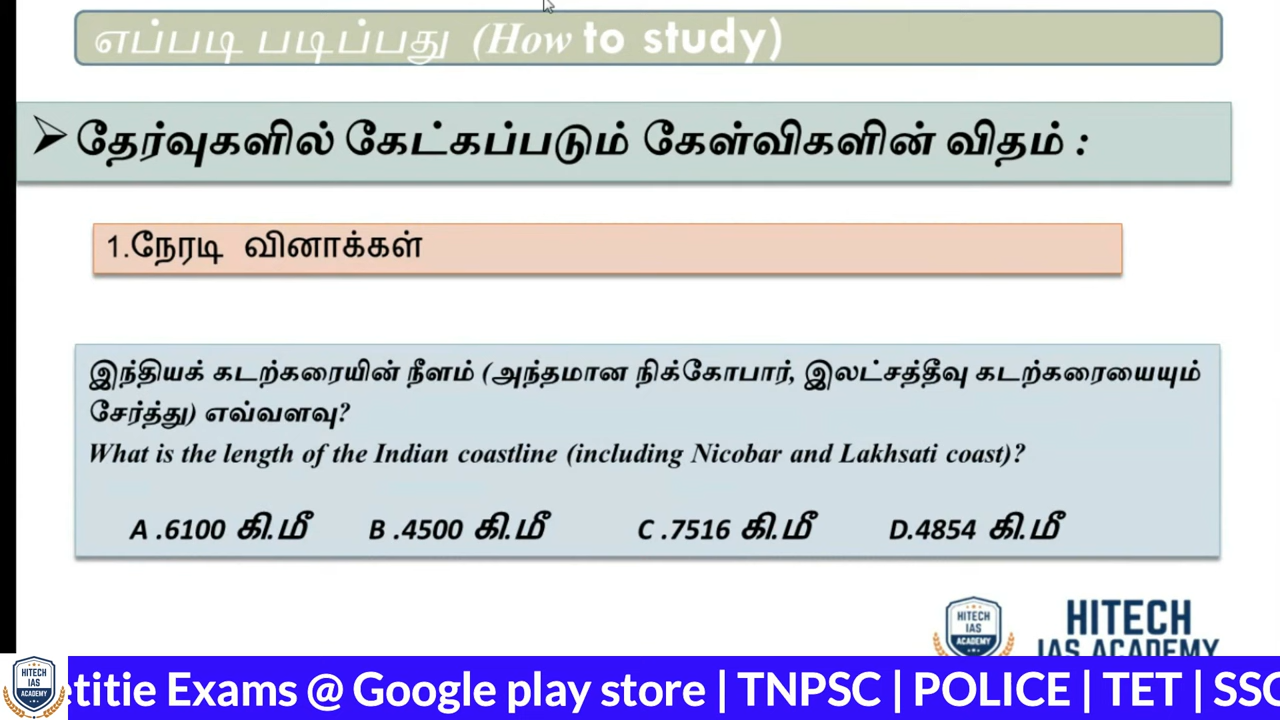 எப்படி படிப்பது (How to study)
தேர்வுகளில் கேட்கப்படும் கேள்விகளின் விதம் :
1.நேரடி வினாக்கள்
இந்தியக் கடற்கரையின் நீளம் (அந்தமான நிக்கோபார், இலட்சத்தீவு கடற்கரையையும்
சேர்த்து) எவ்வளவு?
What is the length of the Indian coastline (including Nicobar and Lakhsati coast)?
A .6100 கி.மீ B .4500 கி.மீ C .7516 கி.மீ D.4854 கி.மீ
HITECH
IAS
ACADEMY
HITECH
IAS ACADEMY
HITECH
IAS
ACADEMY
titie Exams @ Google play store | TNPSC | POLICE | TET | SSC